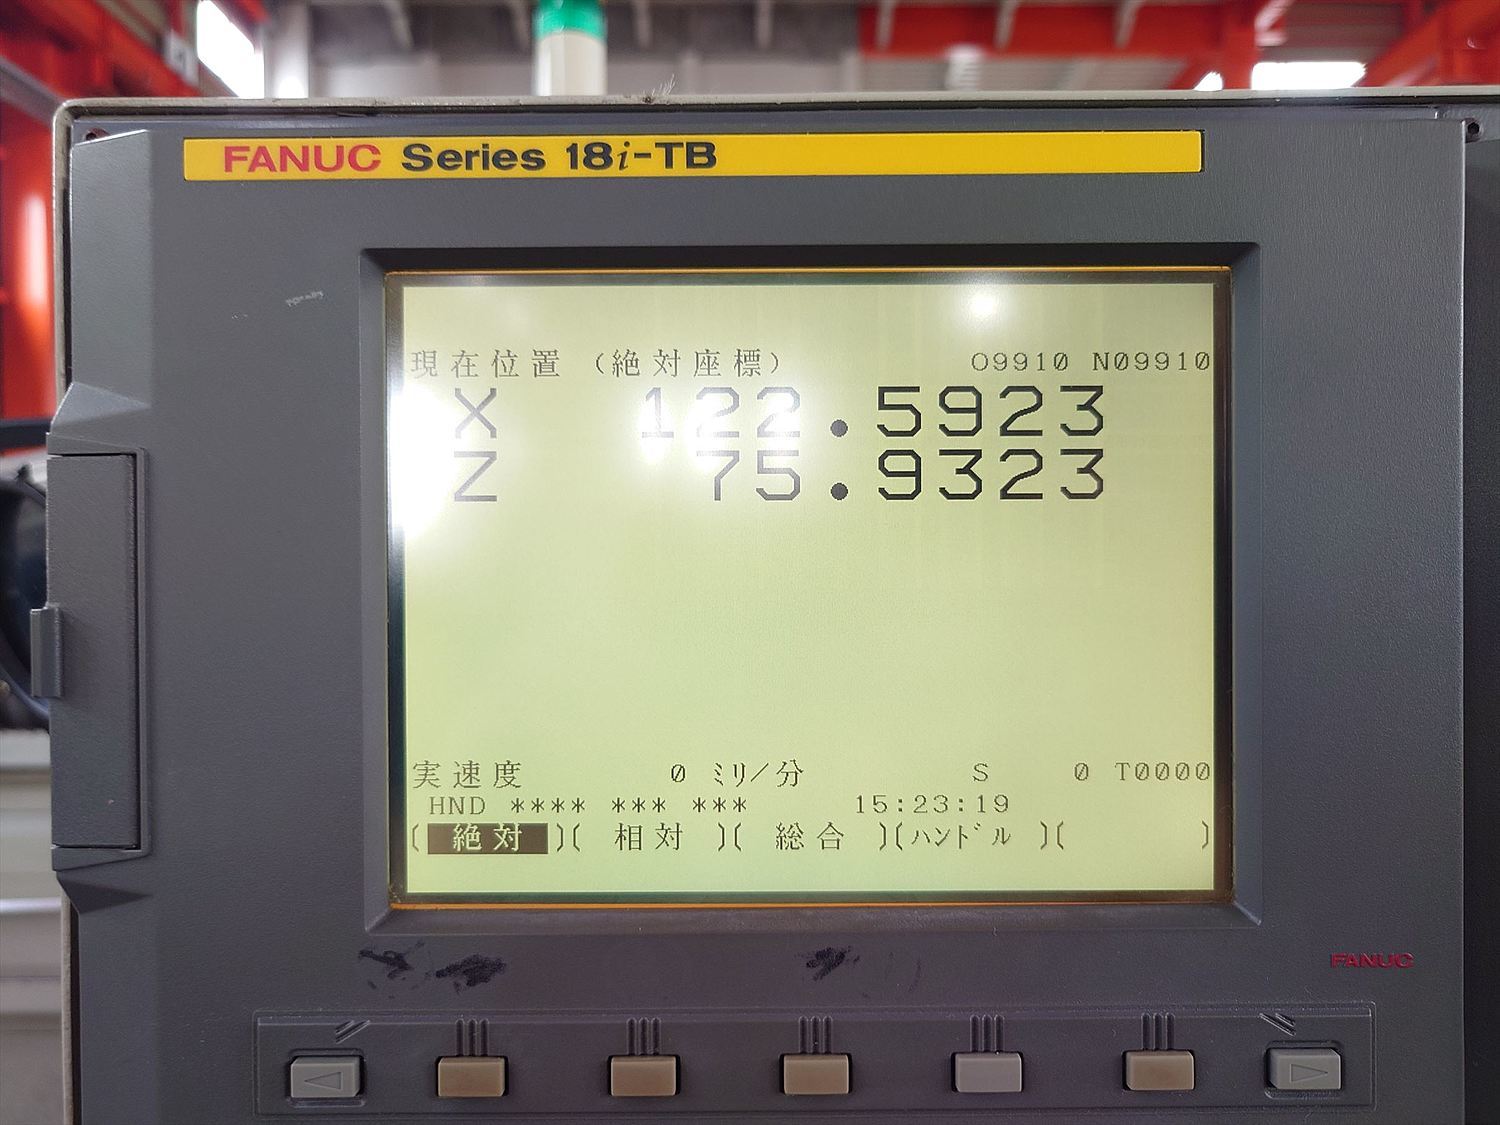 FANUC Series 18i-TB
現在位置 (絶対座標) O9910 N09910
X 122.5923
Z 75.9323
実速度 0 ミリ/分 S 0 T0000
HND **** *** *** 15:23:19
[ 絶対 ][ 相対 ][ 総合 ][ハンドル ][ ]
FANUC